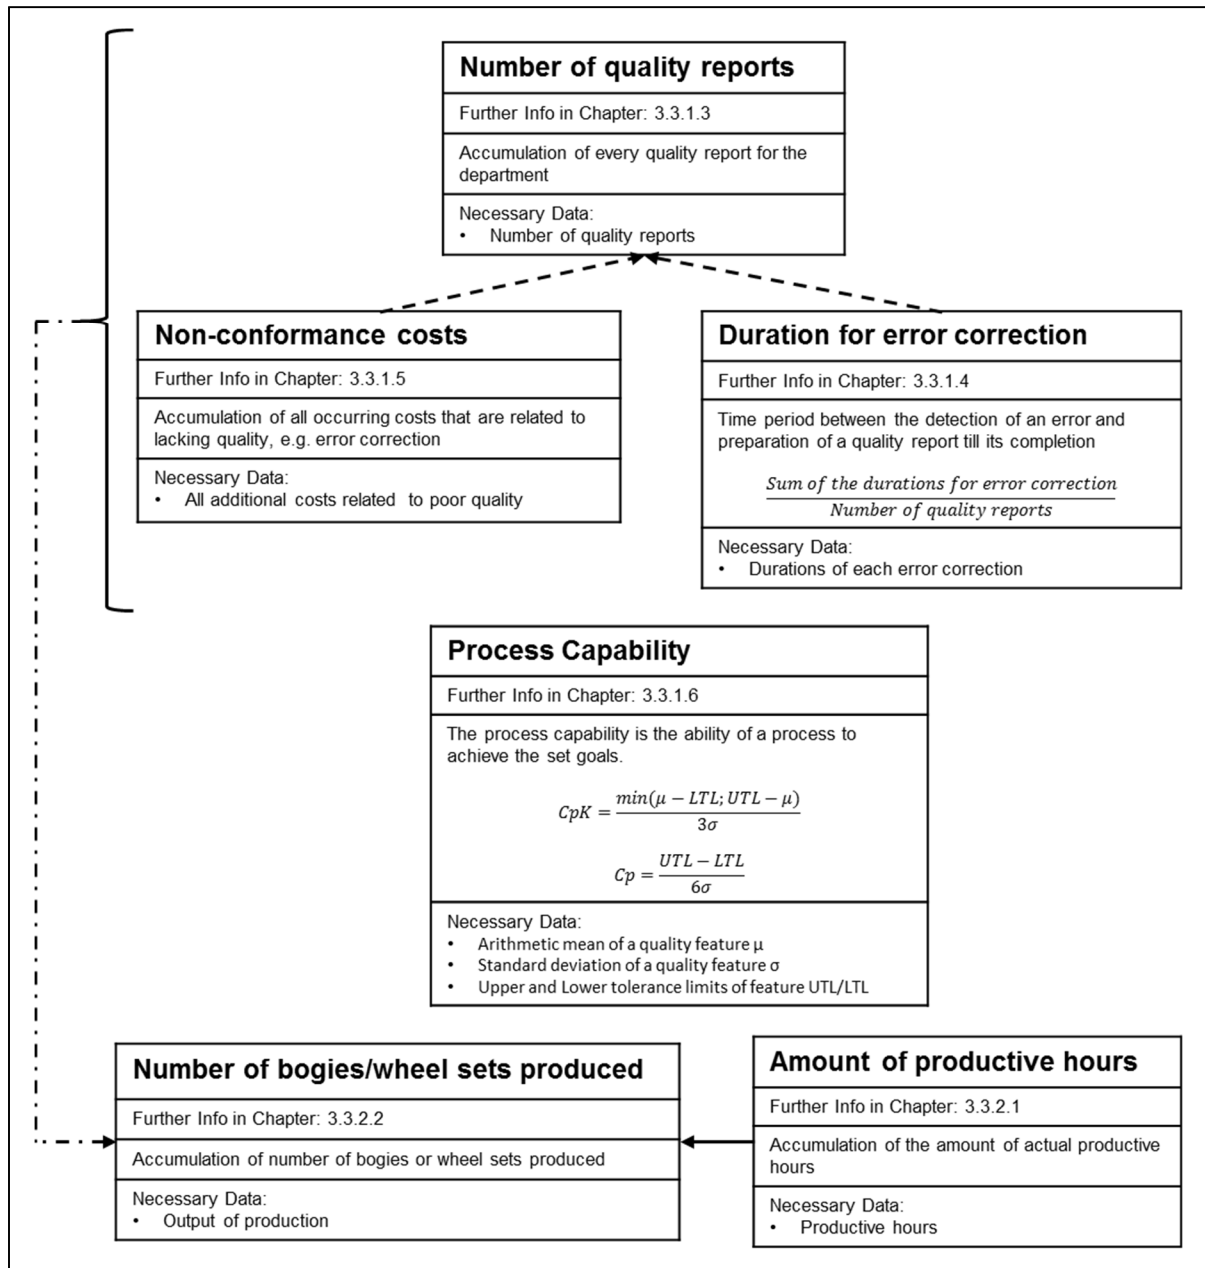 Number of quality reports
Further Info in Chapter: 3.3.1.3
Accumulation of every quality report for the
department
Necessary Data:
• Number of quality reports
Non-conformance costs
Further Info in Chapter: 3.3.1.5
Accumulation of all occurring costs that are related to
lacking quality, e.g. error correction
Necessary Data:
• All additional costs related to poor quality
Duration for error correction
Further Info in Chapter: 3.3.1.4
Time period between the detection of an error and
preparation of a quality report till its completion
Sum of the durations for error correction
Number of quality reports
Necessary Data:
• Durations of each error correction
Process Capability
Further Info in Chapter: 3.3.1.6
The process capability is the ability of a process to
achieve the set goals.
CpK = min(μ − LTL; UTL − μ) / 3σ
Cp = UTL − LTL / 6σ
Necessary Data:
• Arithmetic mean of a quality feature μ
• Standard deviation of a quality feature σ
• Upper and Lower tolerance limits of feature UTL/LTL
Number of bogies/wheel sets produced
Further Info in Chapter: 3.3.2.2
Accumulation of number of bogies or wheel sets produced
Necessary Data:
• Output of production
Amount of productive hours
Further Info in Chapter: 3.3.2.1
Accumulation of the amount of actual productive
hours
Necessary Data:
• Productive hours